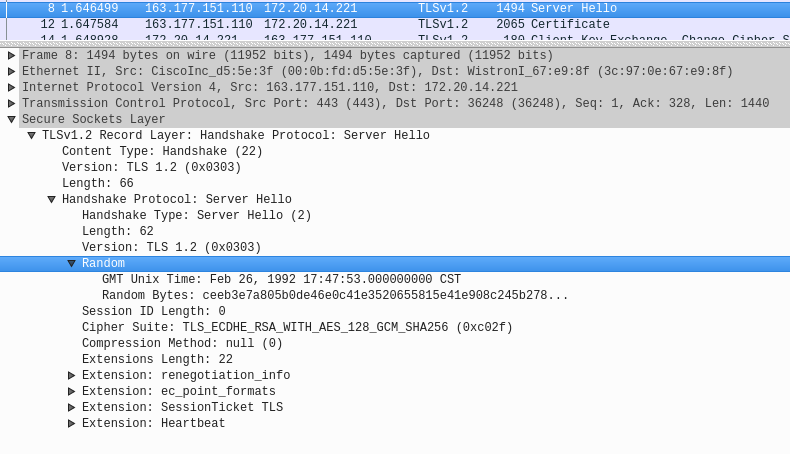 8 1.646499 163.177.151.110 172.20.14.221 TLSv1.2 1494 Server Hello
12 1.647584 163.177.151.110 172.20.14.221 TLSv1.2 2065 Certificate
14 1.648928 172.20.14.221 163.177.151.110 TLSv1.2 180 Client Key Exchange, Change Cipher S
Frame 8: 1494 bytes on wire (11952 bits), 1494 bytes captured (11952 bits)
Ethernet II, Src: CiscoInc_d5:5e:3f (00:0b:fd:d5:5e:3f), Dst: WistronI_67:e9:8f (3c:97:0e:67:e9:8f)
Internet Protocol Version 4, Src: 163.177.151.110, Dst: 172.20.14.221
Transmission Control Protocol, Src Port: 443 (443), Dst Port: 36248 (36248), Seq: 1, Ack: 328, Len: 1440
Secure Sockets Layer
TLSv1.2 Record Layer: Handshake Protocol: Server Hello
Content Type: Handshake (22)
Version: TLS 1.2 (0x0303)
Length: 66
Handshake Protocol: Server Hello
Handshake Type: Server Hello (2)
Length: 62
Version: TLS 1.2 (0x0303)
Random
GMT Unix Time: Feb 26, 1992 17:47:53.000000000 CST
Random Bytes: ceeb3e7a805b0de46e0c41e3520655815e41e908c245b278...
Session ID Length: 0
Cipher Suite: TLS_ECDHE_RSA_WITH_AES_128_GCM_SHA256 (0xc02f)
Compression Method: null (0)
Extensions Length: 22
Extension: renegotiation_info
Extension: ec_point_formats
Extension: SessionTicket TLS
Extension: Heartbeat